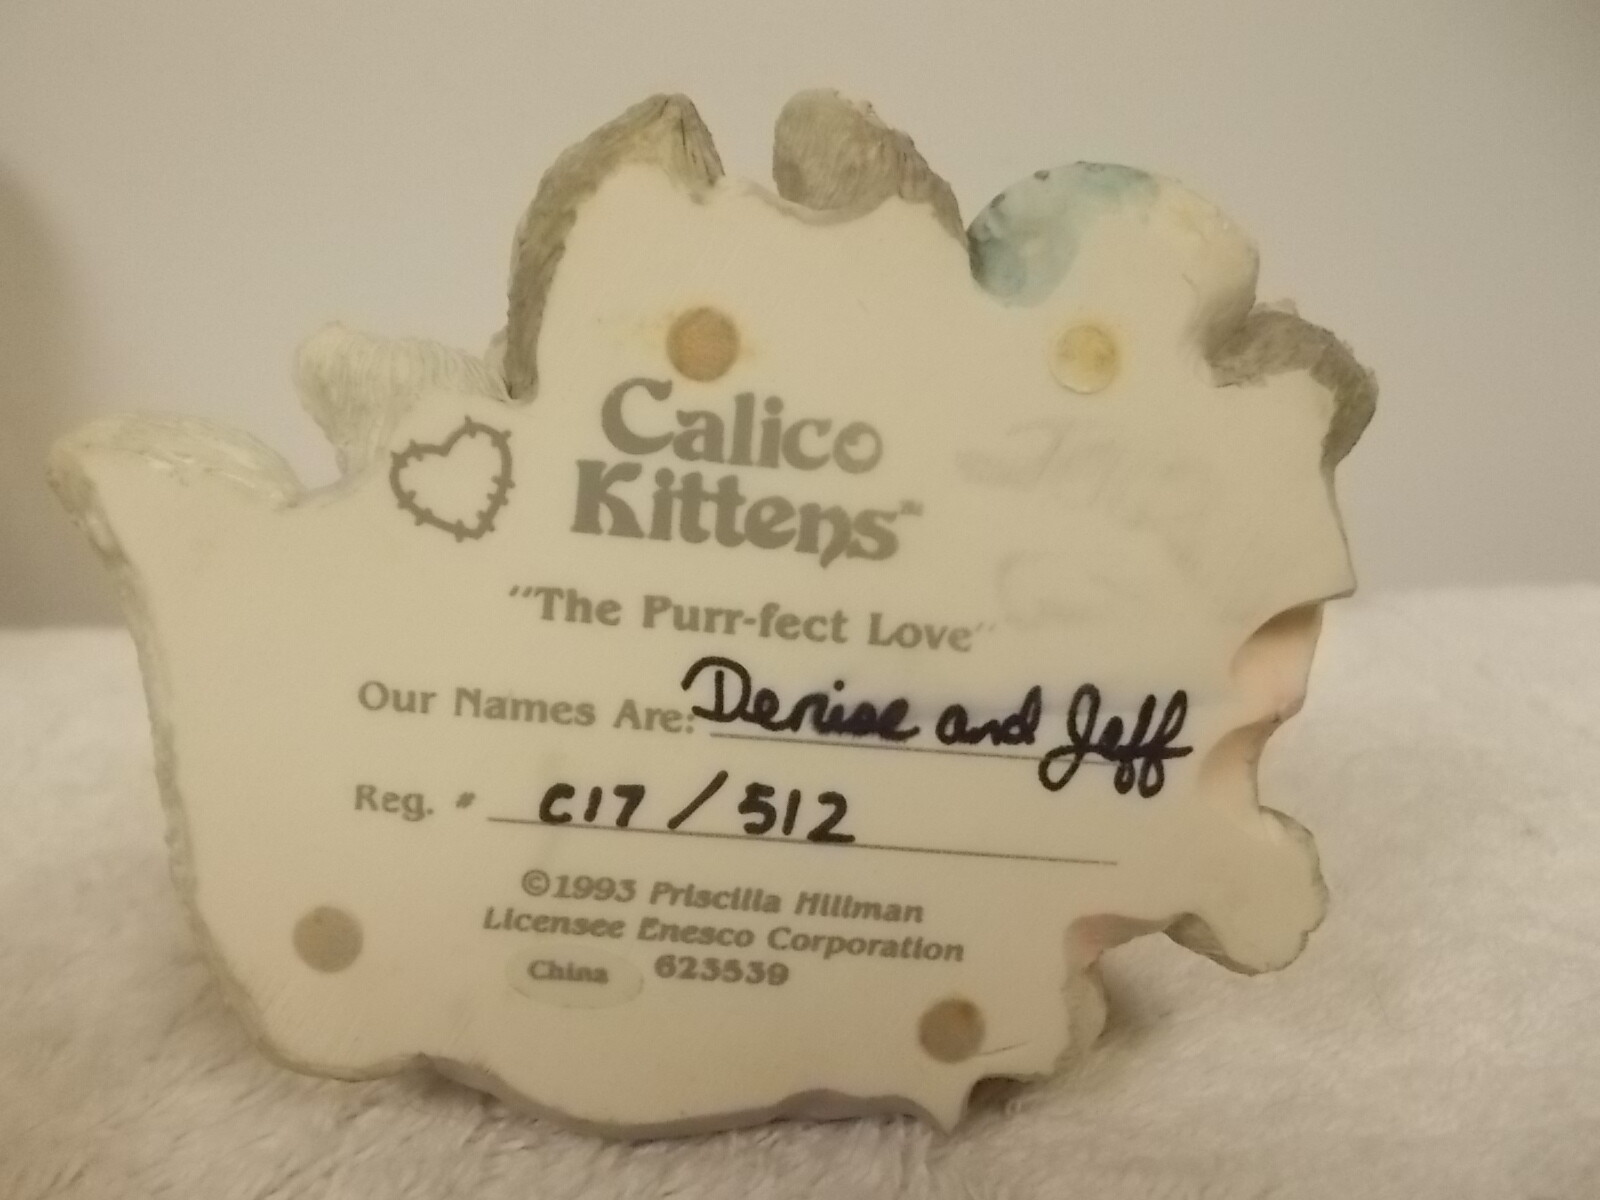 Calico
Kittens™
"The Purr-fect Love"
Our Names Are: Denise and Jeff
Reg. # C17 / 512
©1993 Priscilla Hillman
Licensee Enesco Corporation
China 623539